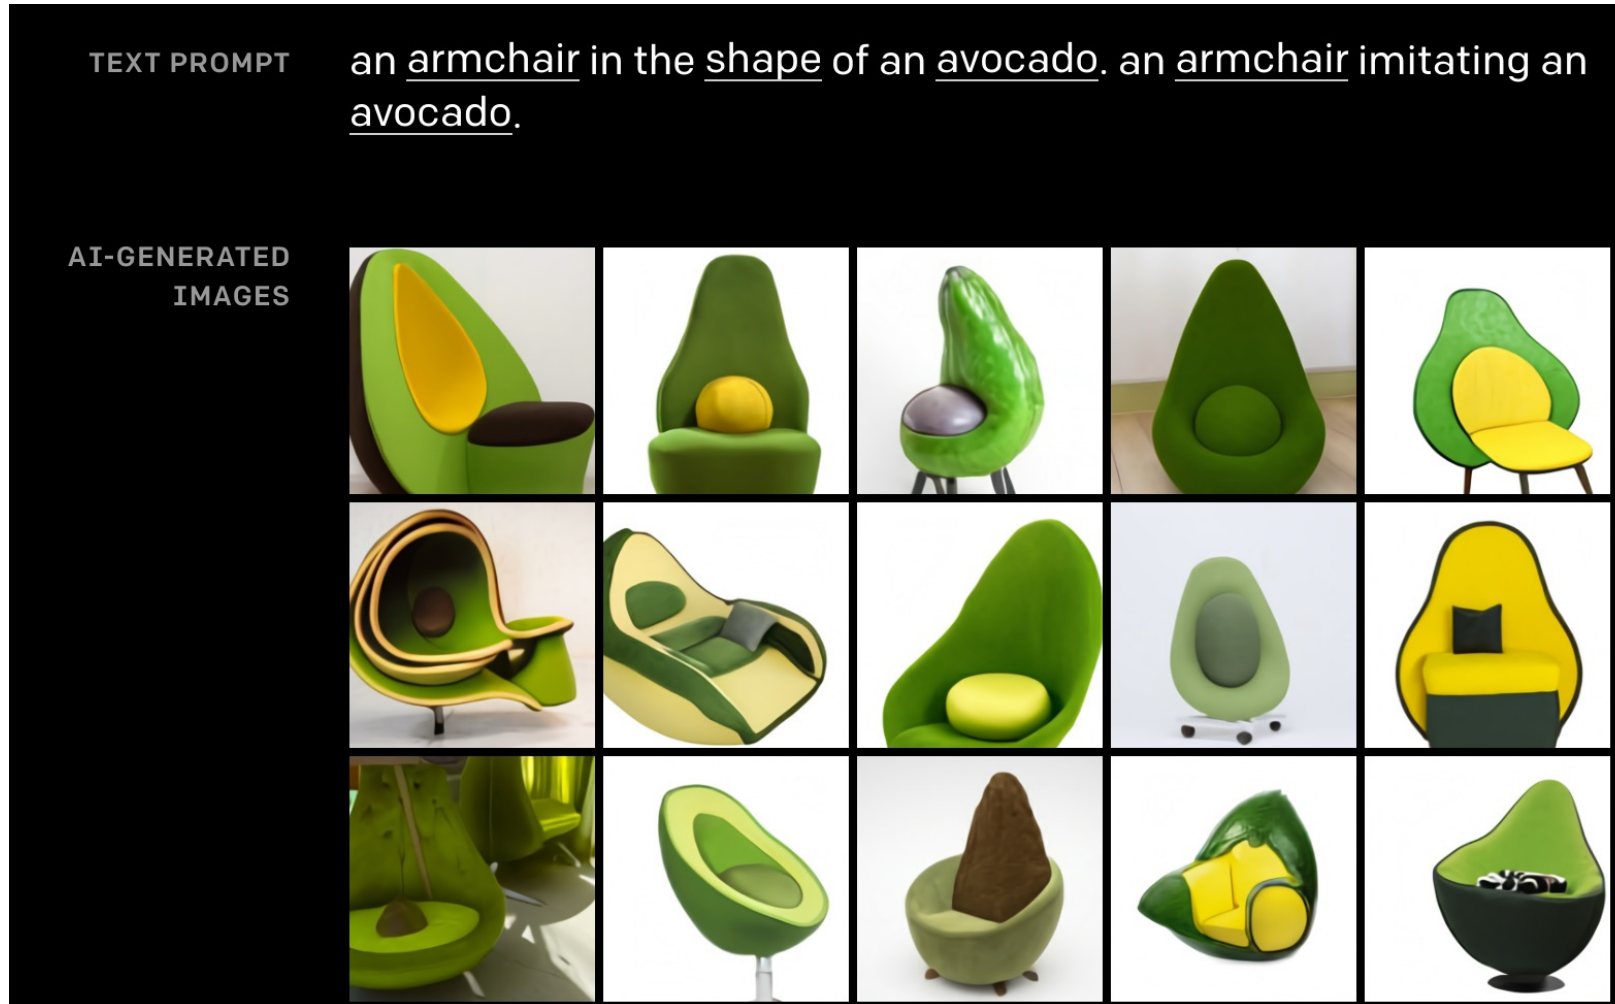 TEXT PROMPT
an armchair in the shape of an avocado. an armchair imitating an
avocado.
AI-GENERATED
IMAGES